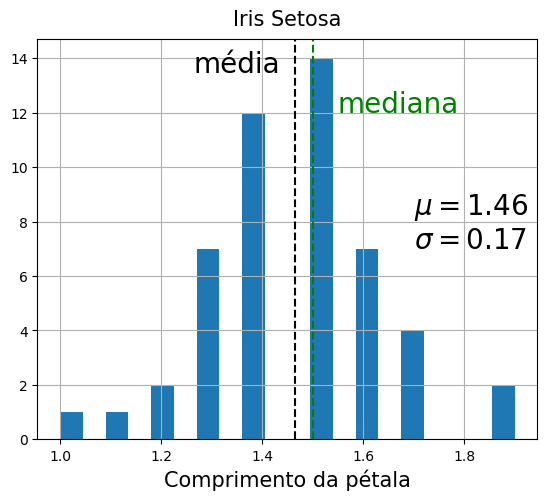 Iris Setosa
média
mediana
μ = 1.46
σ = 0.17
14
12
10
8
6
4
2
0
1.0 1.2 1.4 1.6 1.8
Comprimento da pétala